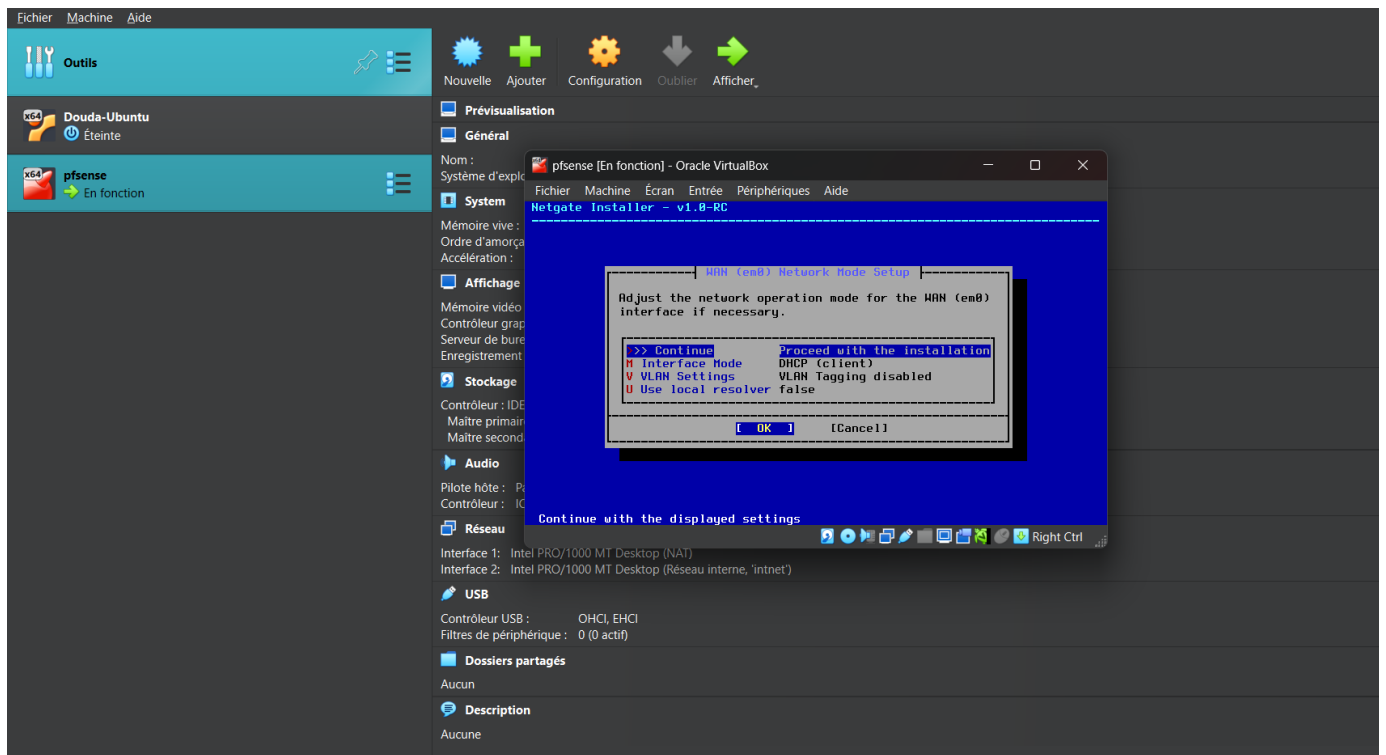 Fichier Machine Aide
Outils
Nouvelle Ajouter Configuration Oublier Afficher
Douda-Ubuntu
Éteinte
pfsense
En fonction
Prévisualisation
Général
Nom :
Système d'explo
System
Mémoire vive :
Ordre d'amorça
Accélération :
Affichage
Mémoire vidéo
Contrôleur grap
Serveur de bure
Enregistrement
Stockage
Contrôleur : IDE
Maître primair
Maître second
Audio
Pilote hôte : Pa
Contrôleur : IC
Réseau
Interface 1: Intel PRO/1000 MT Desktop (NAT)
Interface 2: Intel PRO/1000 MT Desktop (Réseau interne, 'intnet')
USB
Contrôleur USB : OHCI, EHCI
Filtres de périphérique : 0 (0 actif)
Dossiers partagés
Aucun
Description
Aucune
pfsense [En fonction] - Oracle VirtualBox
Fichier Machine Écran Entrée Périphériques Aide
Netgate Installer - v1.0-RC
WAN (em0) Network Mode Setup
Adjust the network operation mode for the WAN (em0)
interface if necessary.
>> Continue Proceed with the installation
M Interface Mode DHCP (client)
V VLAN Settings VLAN Tagging disabled
U Use local resolver false
[ OK ] [Cancel]
Continue with the displayed settings
Right Ctrl